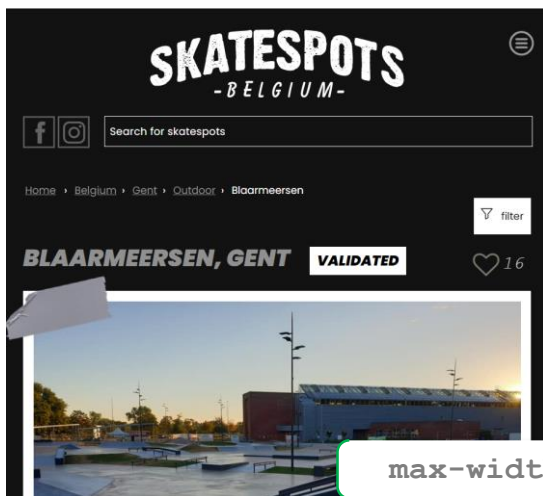 SKATESPOTS
-BELGIUM-
Search for skatespots
Home › Belgium › Gent › Outdoor › Blaarmeersen
filter
BLAARMEERSEN, GENT VALIDATED 16
max-widt